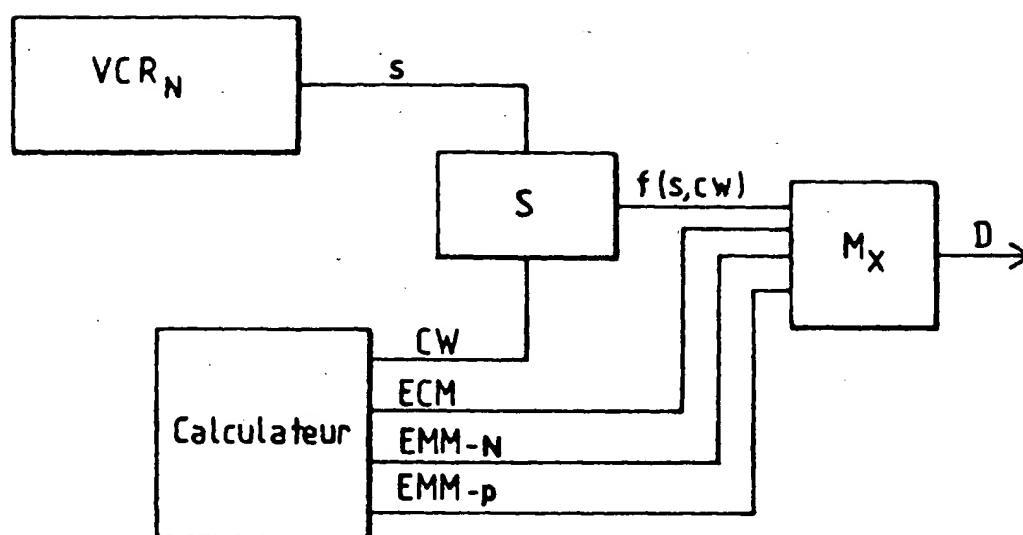 VCR_N
s
S
f(s,CW)
M_X
D
CW
ECM
Calculateur
EMM-N
EMM-p